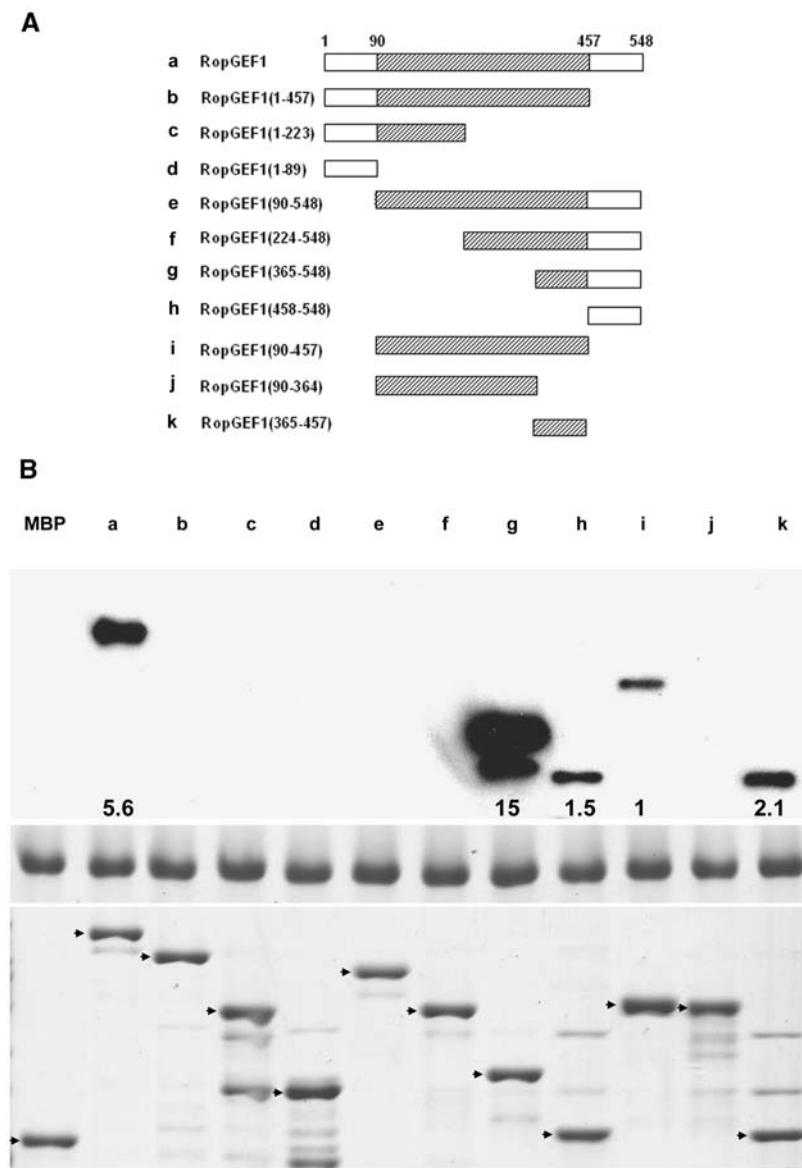 A
1 90 457 548
a RopGEF1
b RopGEF1(1-457)
c RopGEF1(1-223)
d RopGEF1(1-89)
e RopGEF1(90-548)
f RopGEF1(224-548)
g RopGEF1(365-548)
h RopGEF1(458-548)
i RopGEF1(90-457)
j RopGEF1(90-364)
k RopGEF1(365-457)
B
MBP a b c d e f g h i j k
5.6 15 1.5 1 2.1